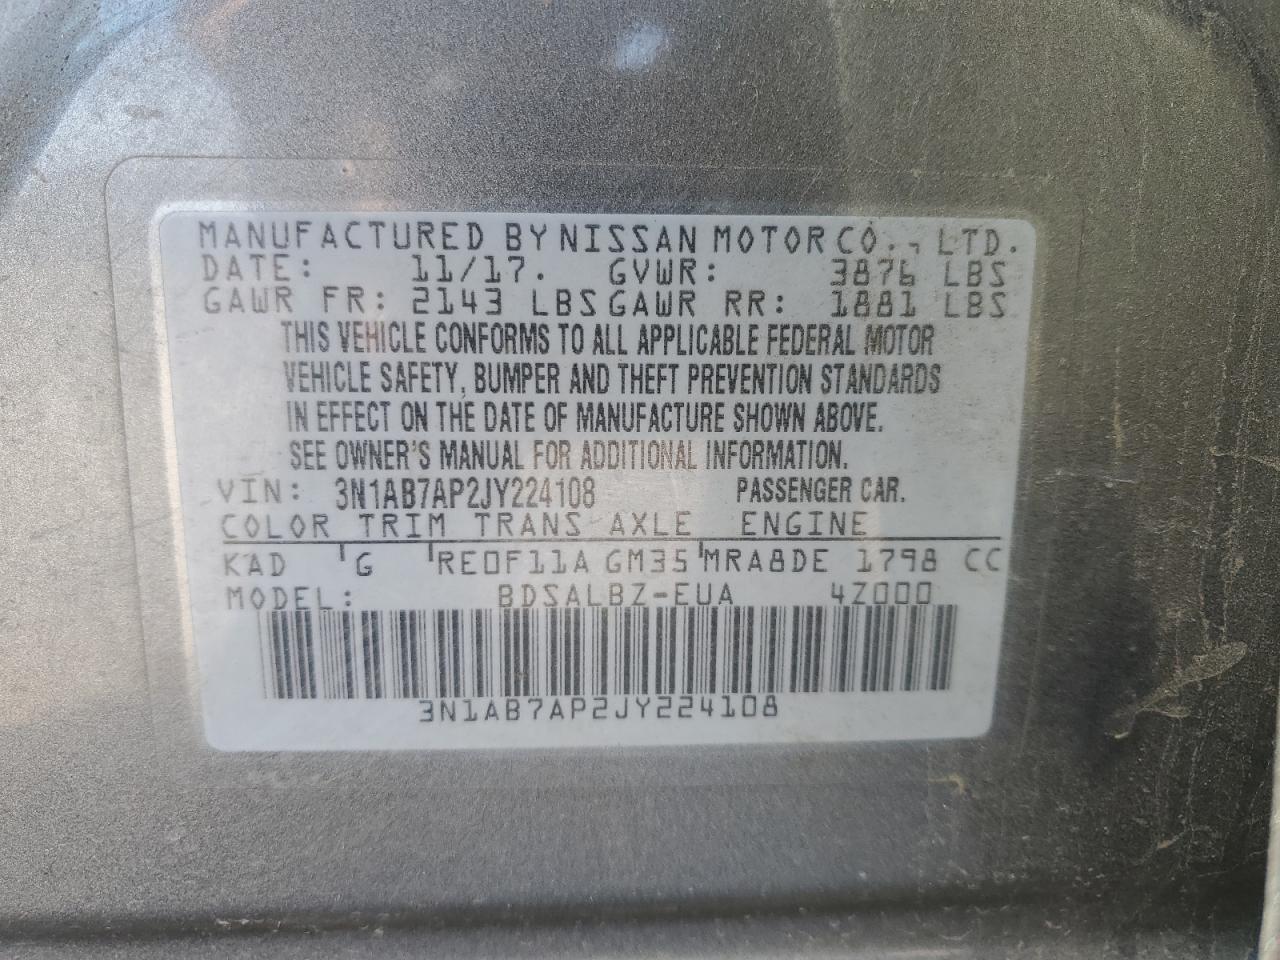 MANUFACTURED BY NISSAN MOTOR CO., LTD.
DATE: 11/17. GVWR: 3876 LBS
GAWR FR: 2143 LBS GAWR RR: 1881 LBS
THIS VEHICLE CONFORMS TO ALL APPLICABLE FEDERAL MOTOR
VEHICLE SAFETY, BUMPER AND THEFT PREVENTION STANDARDS
IN EFFECT ON THE DATE OF MANUFACTURE SHOWN ABOVE.
SEE OWNER'S MANUAL FOR ADDITIONAL INFORMATION.
VIN: 3N1AB7AP2JY224108 PASSENGER CAR.
COLOR TRIM TRANS AXLE ENGINE
KAD G RE0F11A GM35 MRA8DE 1798 CC
MODEL: BDSALBZ-EUA 4Z000
3N1AB7AP2JY224108